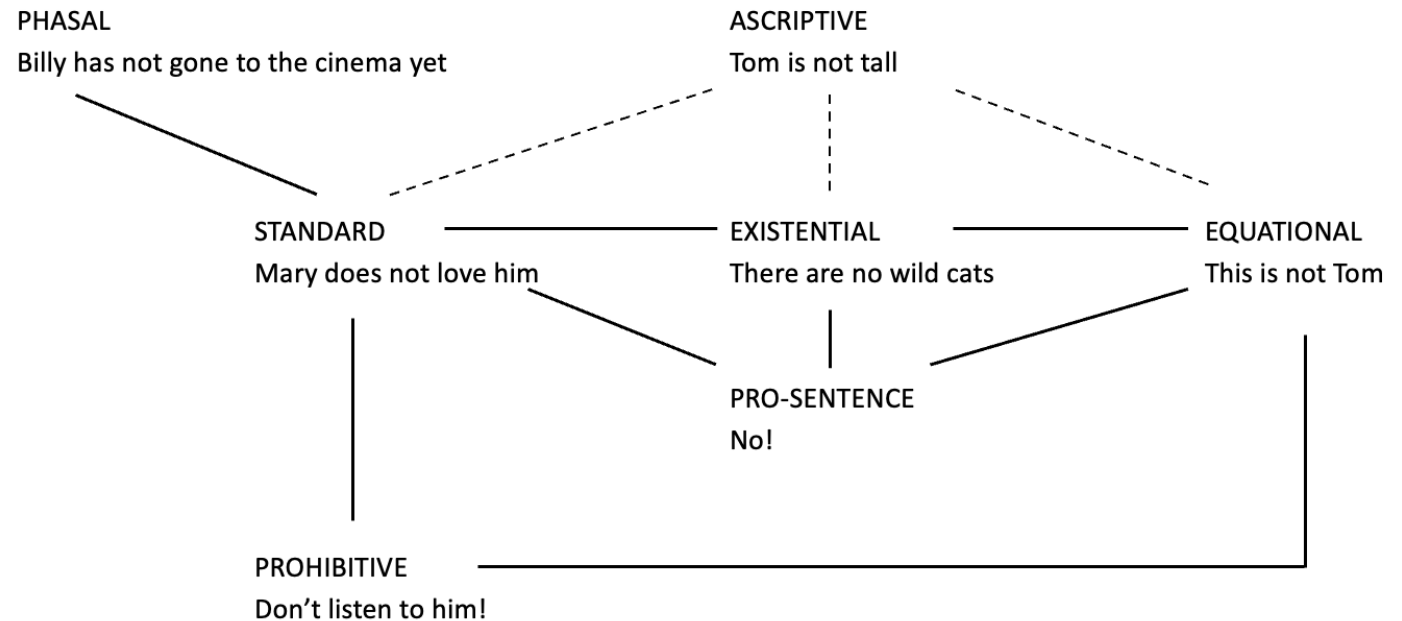 PHASAL
Billy has not gone to the cinema yet
ASCRIPTIVE
Tom is not tall
STANDARD
Mary does not love him
EXISTENTIAL
There are no wild cats
EQUATIONAL
This is not Tom
PRO-SENTENCE
No!
PROHIBITIVE
Don’t listen to him!